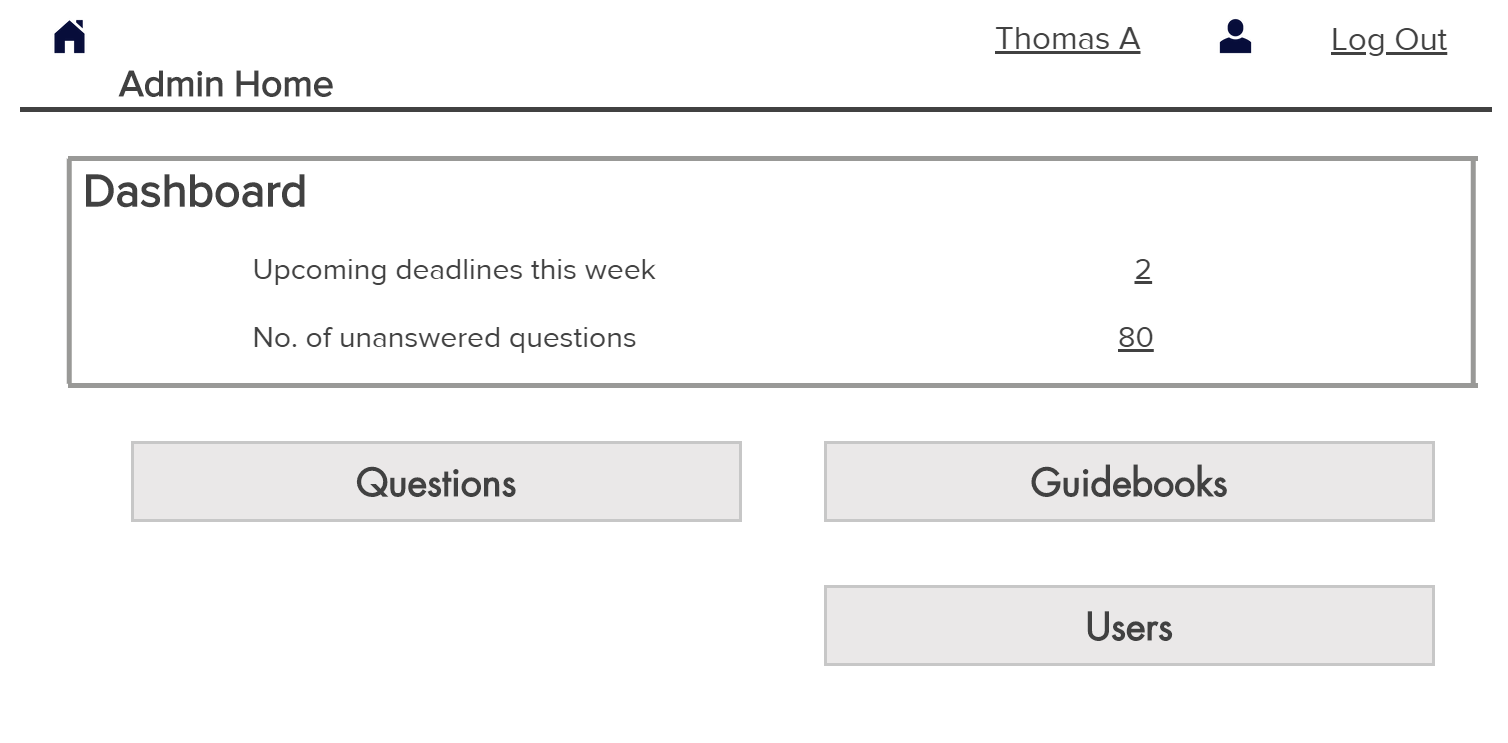 Thomas A
Log Out
Admin Home
Dashboard
Upcoming deadlines this week 2
No. of unanswered questions 80
Questions
Guidebooks
Users